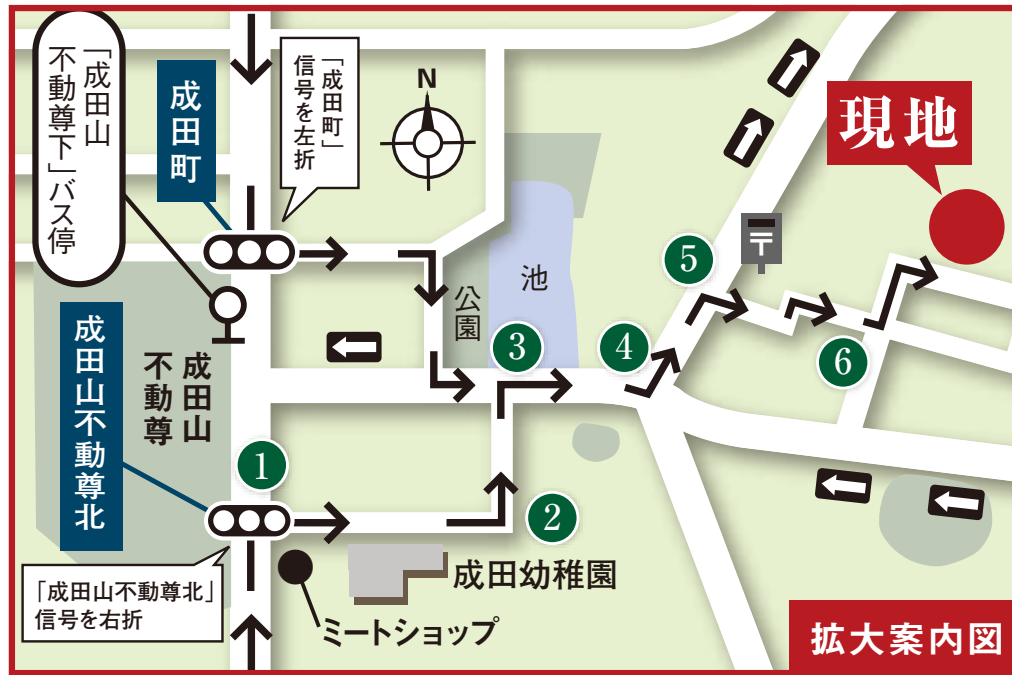 「成田山
不動尊下」バス停
成田町
「成田町」
信号を左折
N
現地
池
公園
〒
成田山
不動尊
成田山不動尊北
「成田山不動尊北」
信号を右折
1
2
3
4
5
6
成田幼稚園
ミートショップ
拡大案内図